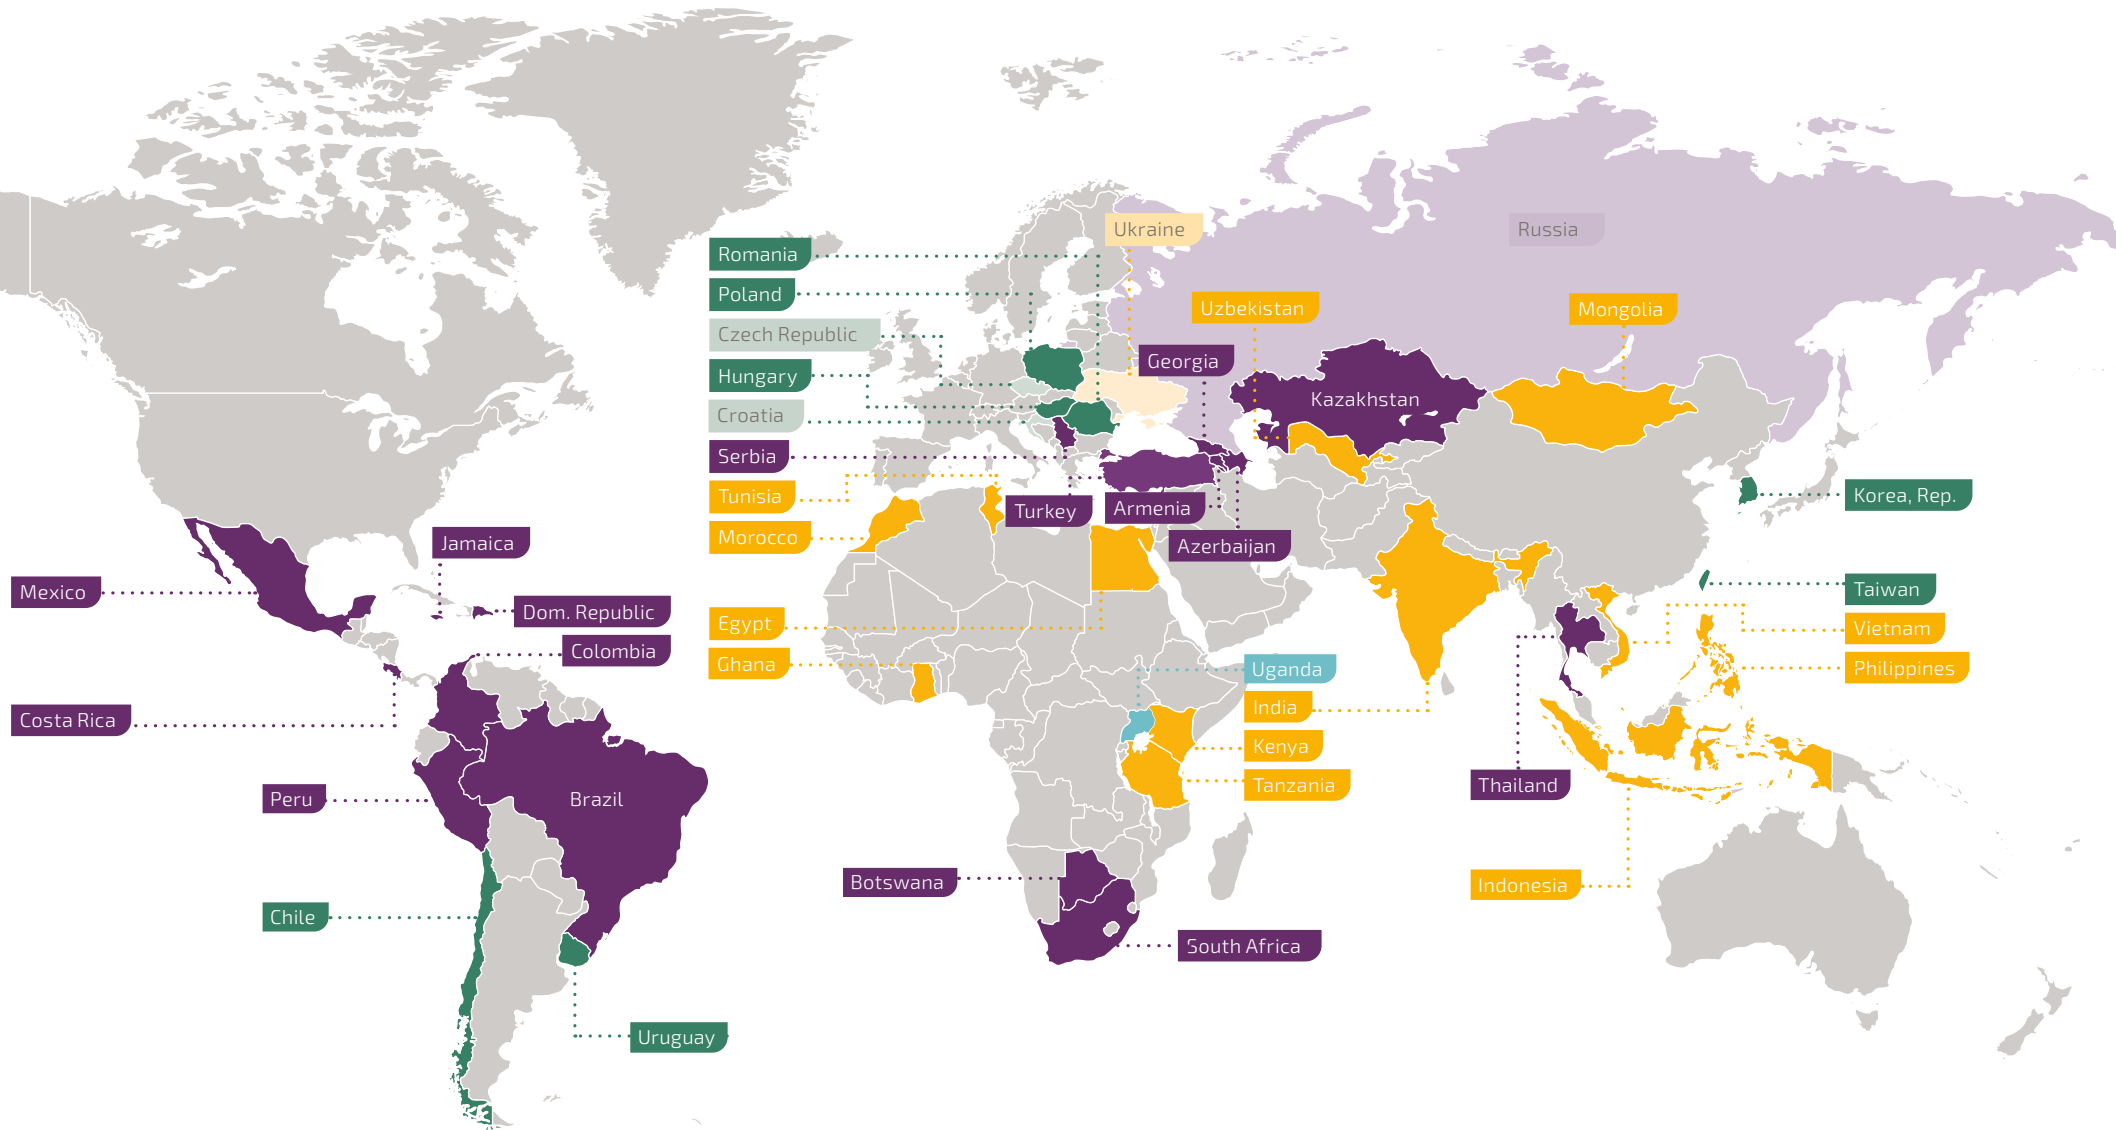 Ukraine
Russia
Romania
Poland
Uzbekistan
Mongolia
Czech Republic
Georgia
Hungary
Kazakhstan
Croatia
Serbia
Tunisia
Korea, Rep.
Turkey
Armenia
Morocco
Jamaica
Azerbaijan
Mexico
Taiwan
Dom. Republic
Egypt
Vietnam
Colombia
Ghana
Uganda
Philippines
India
Costa Rica
Kenya
Tanzania
Thailand
Peru
Brazil
Botswana
Indonesia
Chile
South Africa
Uruguay